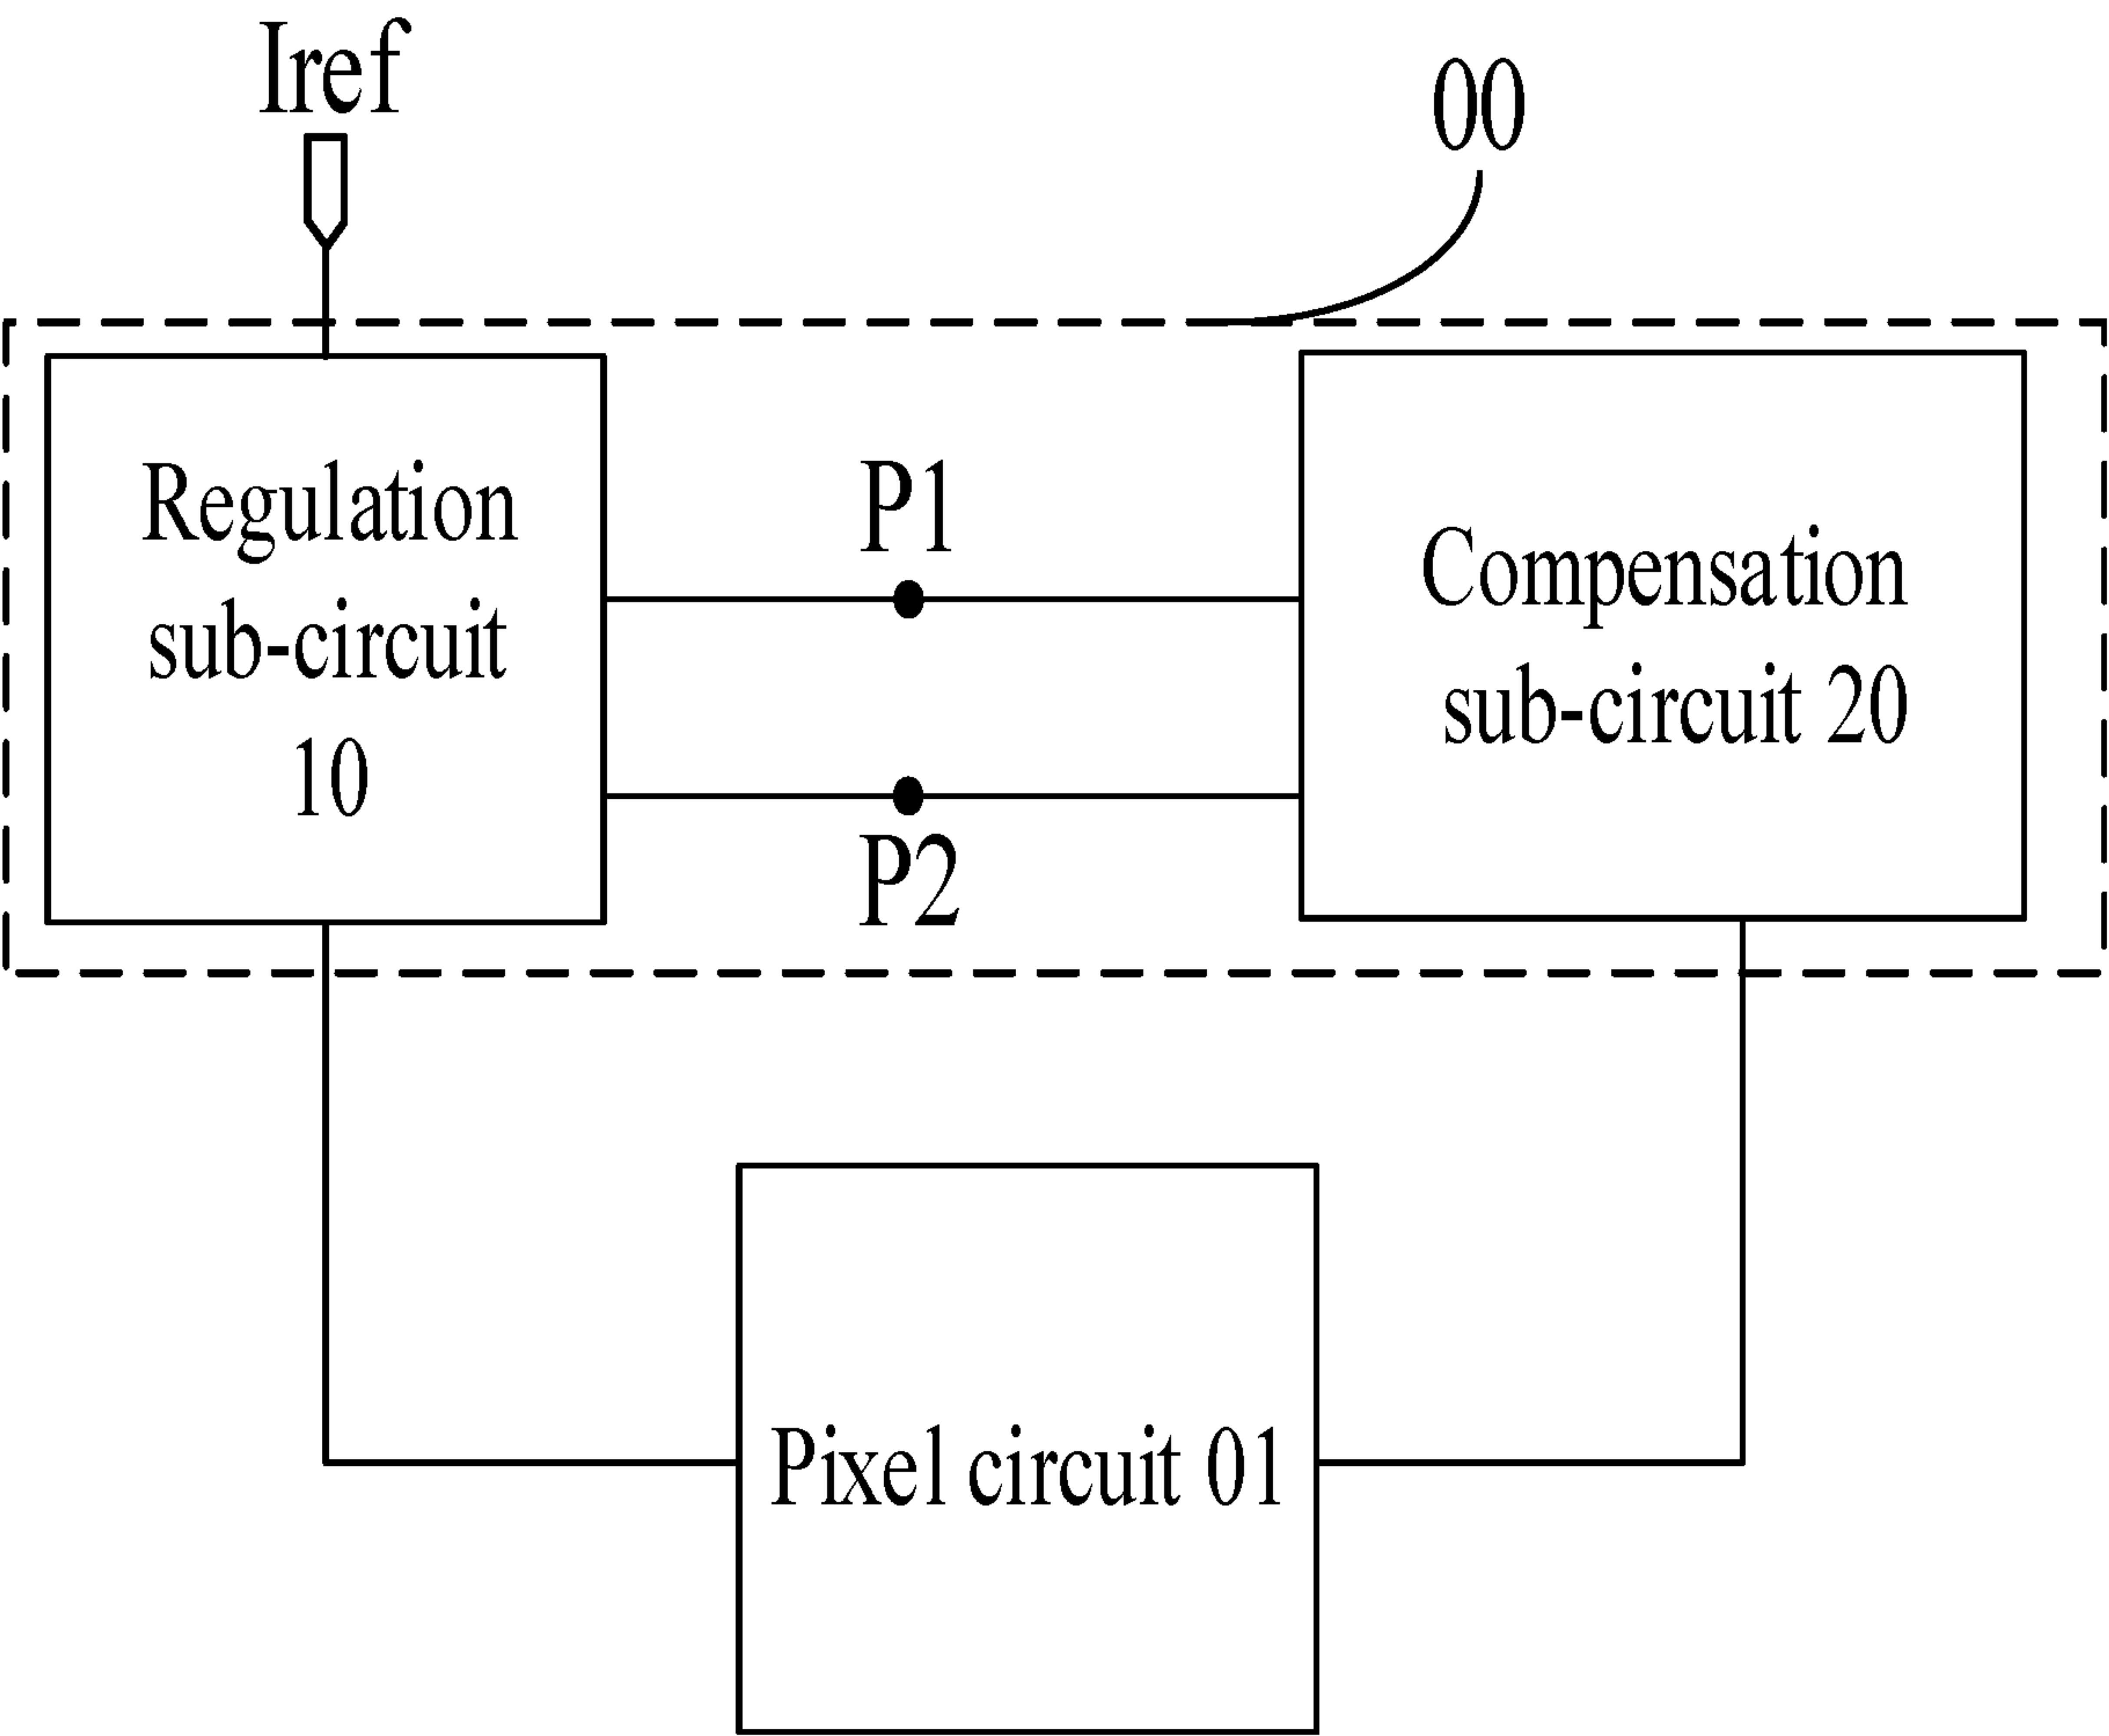 Iref
00
Regulation
sub-circuit
10
P1
P2
Compensation
sub-circuit 20
Pixel circuit 01